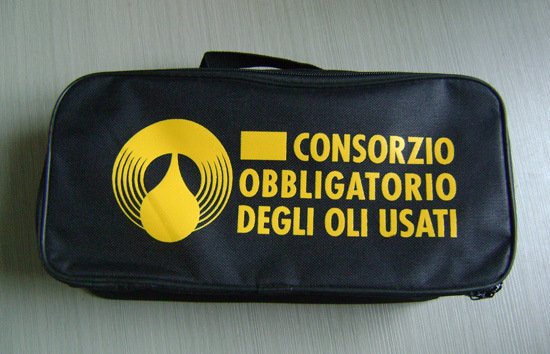 CONSORZIO
OBBLIGATORIO
DEGLI OLI USATI